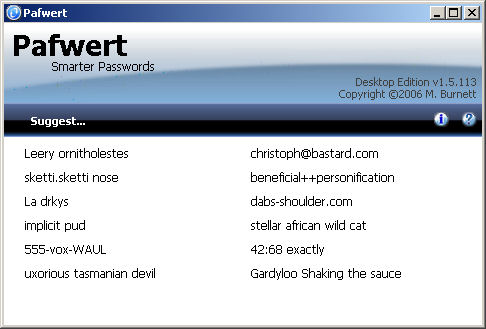 Pafwert
Pafwert
Smarter Passwords
Desktop Edition v1.5.113
Copyright ©2006 M. Burnett
Suggest...
Leery ornitholestes
christoph@bastard.com
sketti.sketti nose
beneficial++personification
La drkys
dabs-shoulder.com
implicit pud
stellar african wild cat
555-vox-WAUL
42:68 exactly
uxorious tasmanian devil
Gardyloo Shaking the sauce